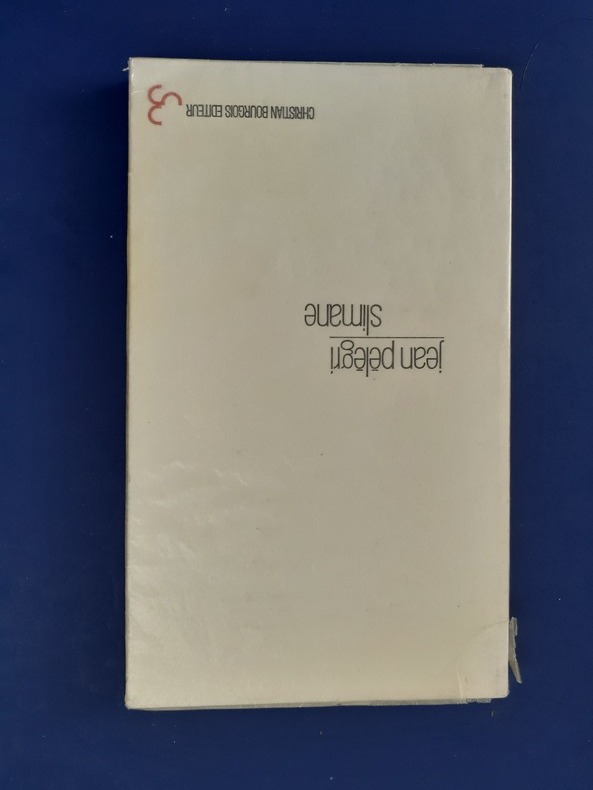 jean pélégri
slimane
CHRISTIAN BOURGOIS EDITEUR